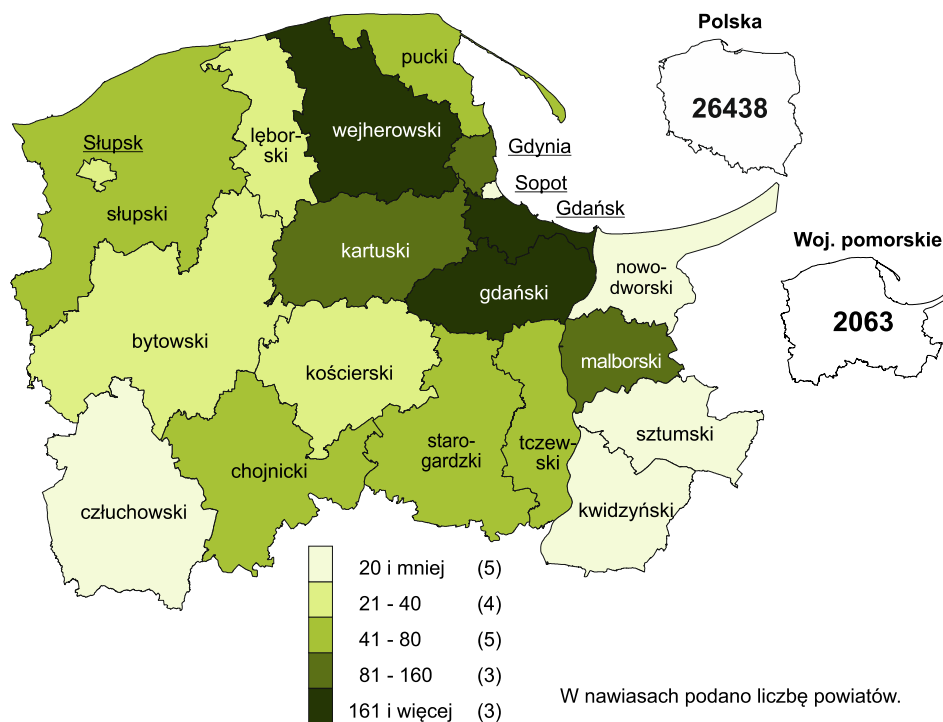 Polska
26438
pucki
wejherowski
lębor-
ski
Słupsk
Gdynia
Sopot
Gdańsk
słupski
kartuski
Woj. pomorskie
2063
nowo-
dworski
gdański
bytowski
malborski
kościerski
staro-
gardzki
tczew-
ski
sztumski
chojnicki
człuchowski
kwidzyński
20 i mniej (5)
21 - 40 (4)
41 - 80 (5)
81 - 160 (3)
161 i więcej (3)
W nawiasach podano liczbę powiatów.